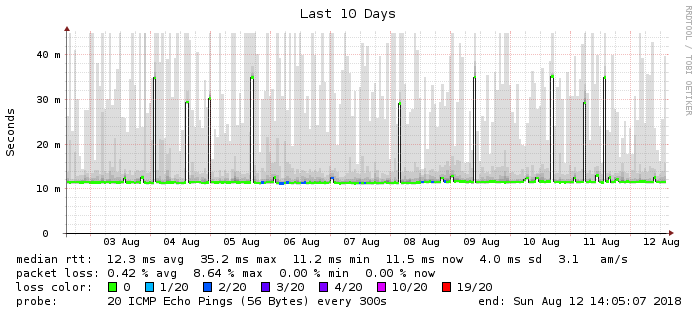 Last 10 Days
RRDTOOL / TOBI OETIKER
Seconds
40 m
30 m
20 m
10 m
0
03 Aug 04 Aug 05 Aug 06 Aug 07 Aug 08 Aug 09 Aug 10 Aug 11 Aug 12 Aug
median rtt: 12.3 ms avg 35.2 ms max 11.2 ms min 11.5 ms now 4.0 ms sd 3.1 am/s
packet loss: 0.42 % avg 8.64 % max 0.00 % min 0.00 % now
loss color: 0 1/20 2/20 3/20 4/20 10/20 19/20
probe: 20 ICMP Echo Pings (56 Bytes) every 300s end: Sun Aug 12 14:05:07 2018